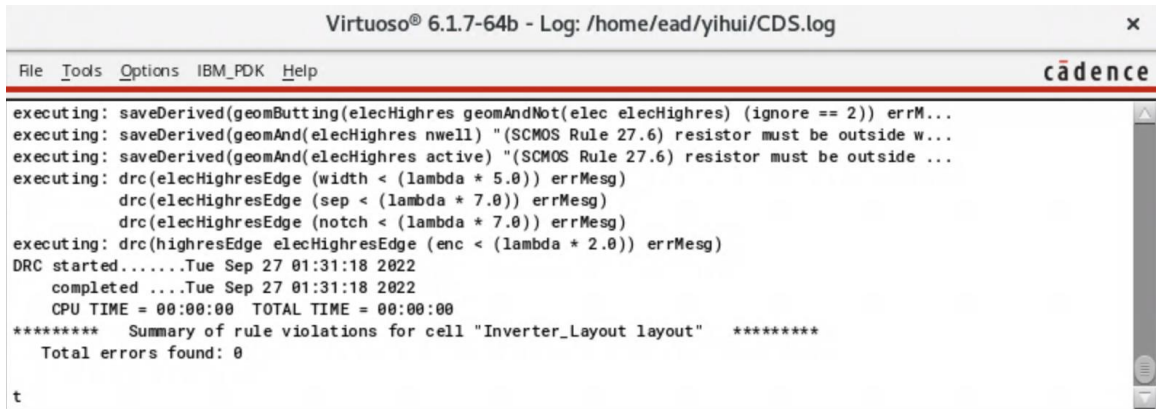 Virtuoso® 6.1.7-64b - Log: /home/ead/yihui/CDS.log ×
File Tools Options IBM_PDK Help cādence
executing: saveDerived(geomButting(elecHighres geomAndNot(elec elecHighres) (ignore == 2)) errM...
executing: saveDerived(geomAnd(elecHighres nwell) "(SCMOS Rule 27.6) resistor must be outside w...
executing: saveDerived(geomAnd(elecHighres active) "(SCMOS Rule 27.6) resistor must be outside ...
executing: drc(elecHighresEdge (width < (lambda * 5.0)) errMesg)
drc(elecHighresEdge (sep < (lambda * 7.0)) errMesg)
drc(elecHighresEdge (notch < (lambda * 7.0)) errMesg)
executing: drc(highresEdge elecHighresEdge (enc < (lambda * 2.0)) errMesg)
DRC started.......Tue Sep 27 01:31:18 2022
completed ....Tue Sep 27 01:31:18 2022
CPU TIME = 00:00:00 TOTAL TIME = 00:00:00
********* Summary of rule violations for cell "Inverter_Layout layout" *********
Total errors found: 0
t